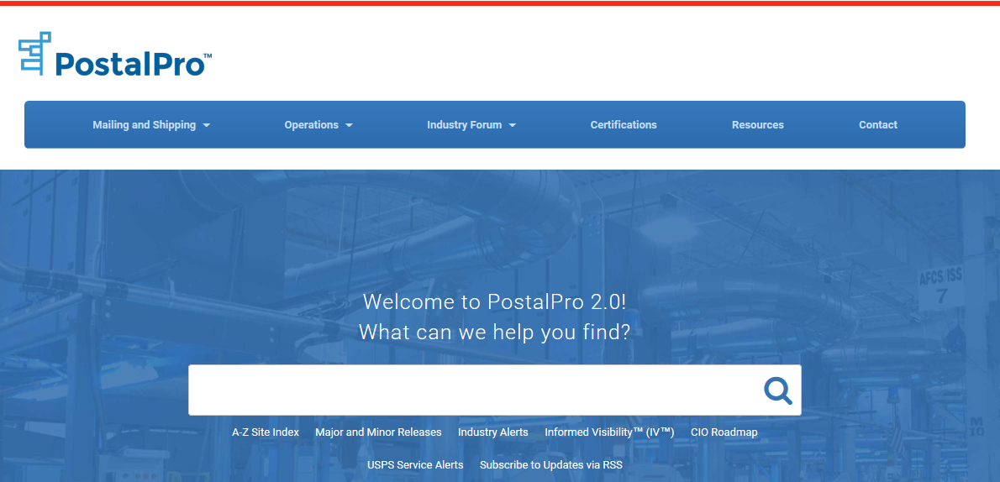 PostalPro™
Mailing and Shipping Operations Industry Forum Certifications Resources Contact
AFCS/ISS
7
Welcome to PostalPro 2.0!
What can we help you find?
A-Z Site Index Major and Minor Releases Industry Alerts Informed Visibility™ (IV™) CIO Roadmap
M
10
USPS Service Alerts Subscribe to Updates via RSS